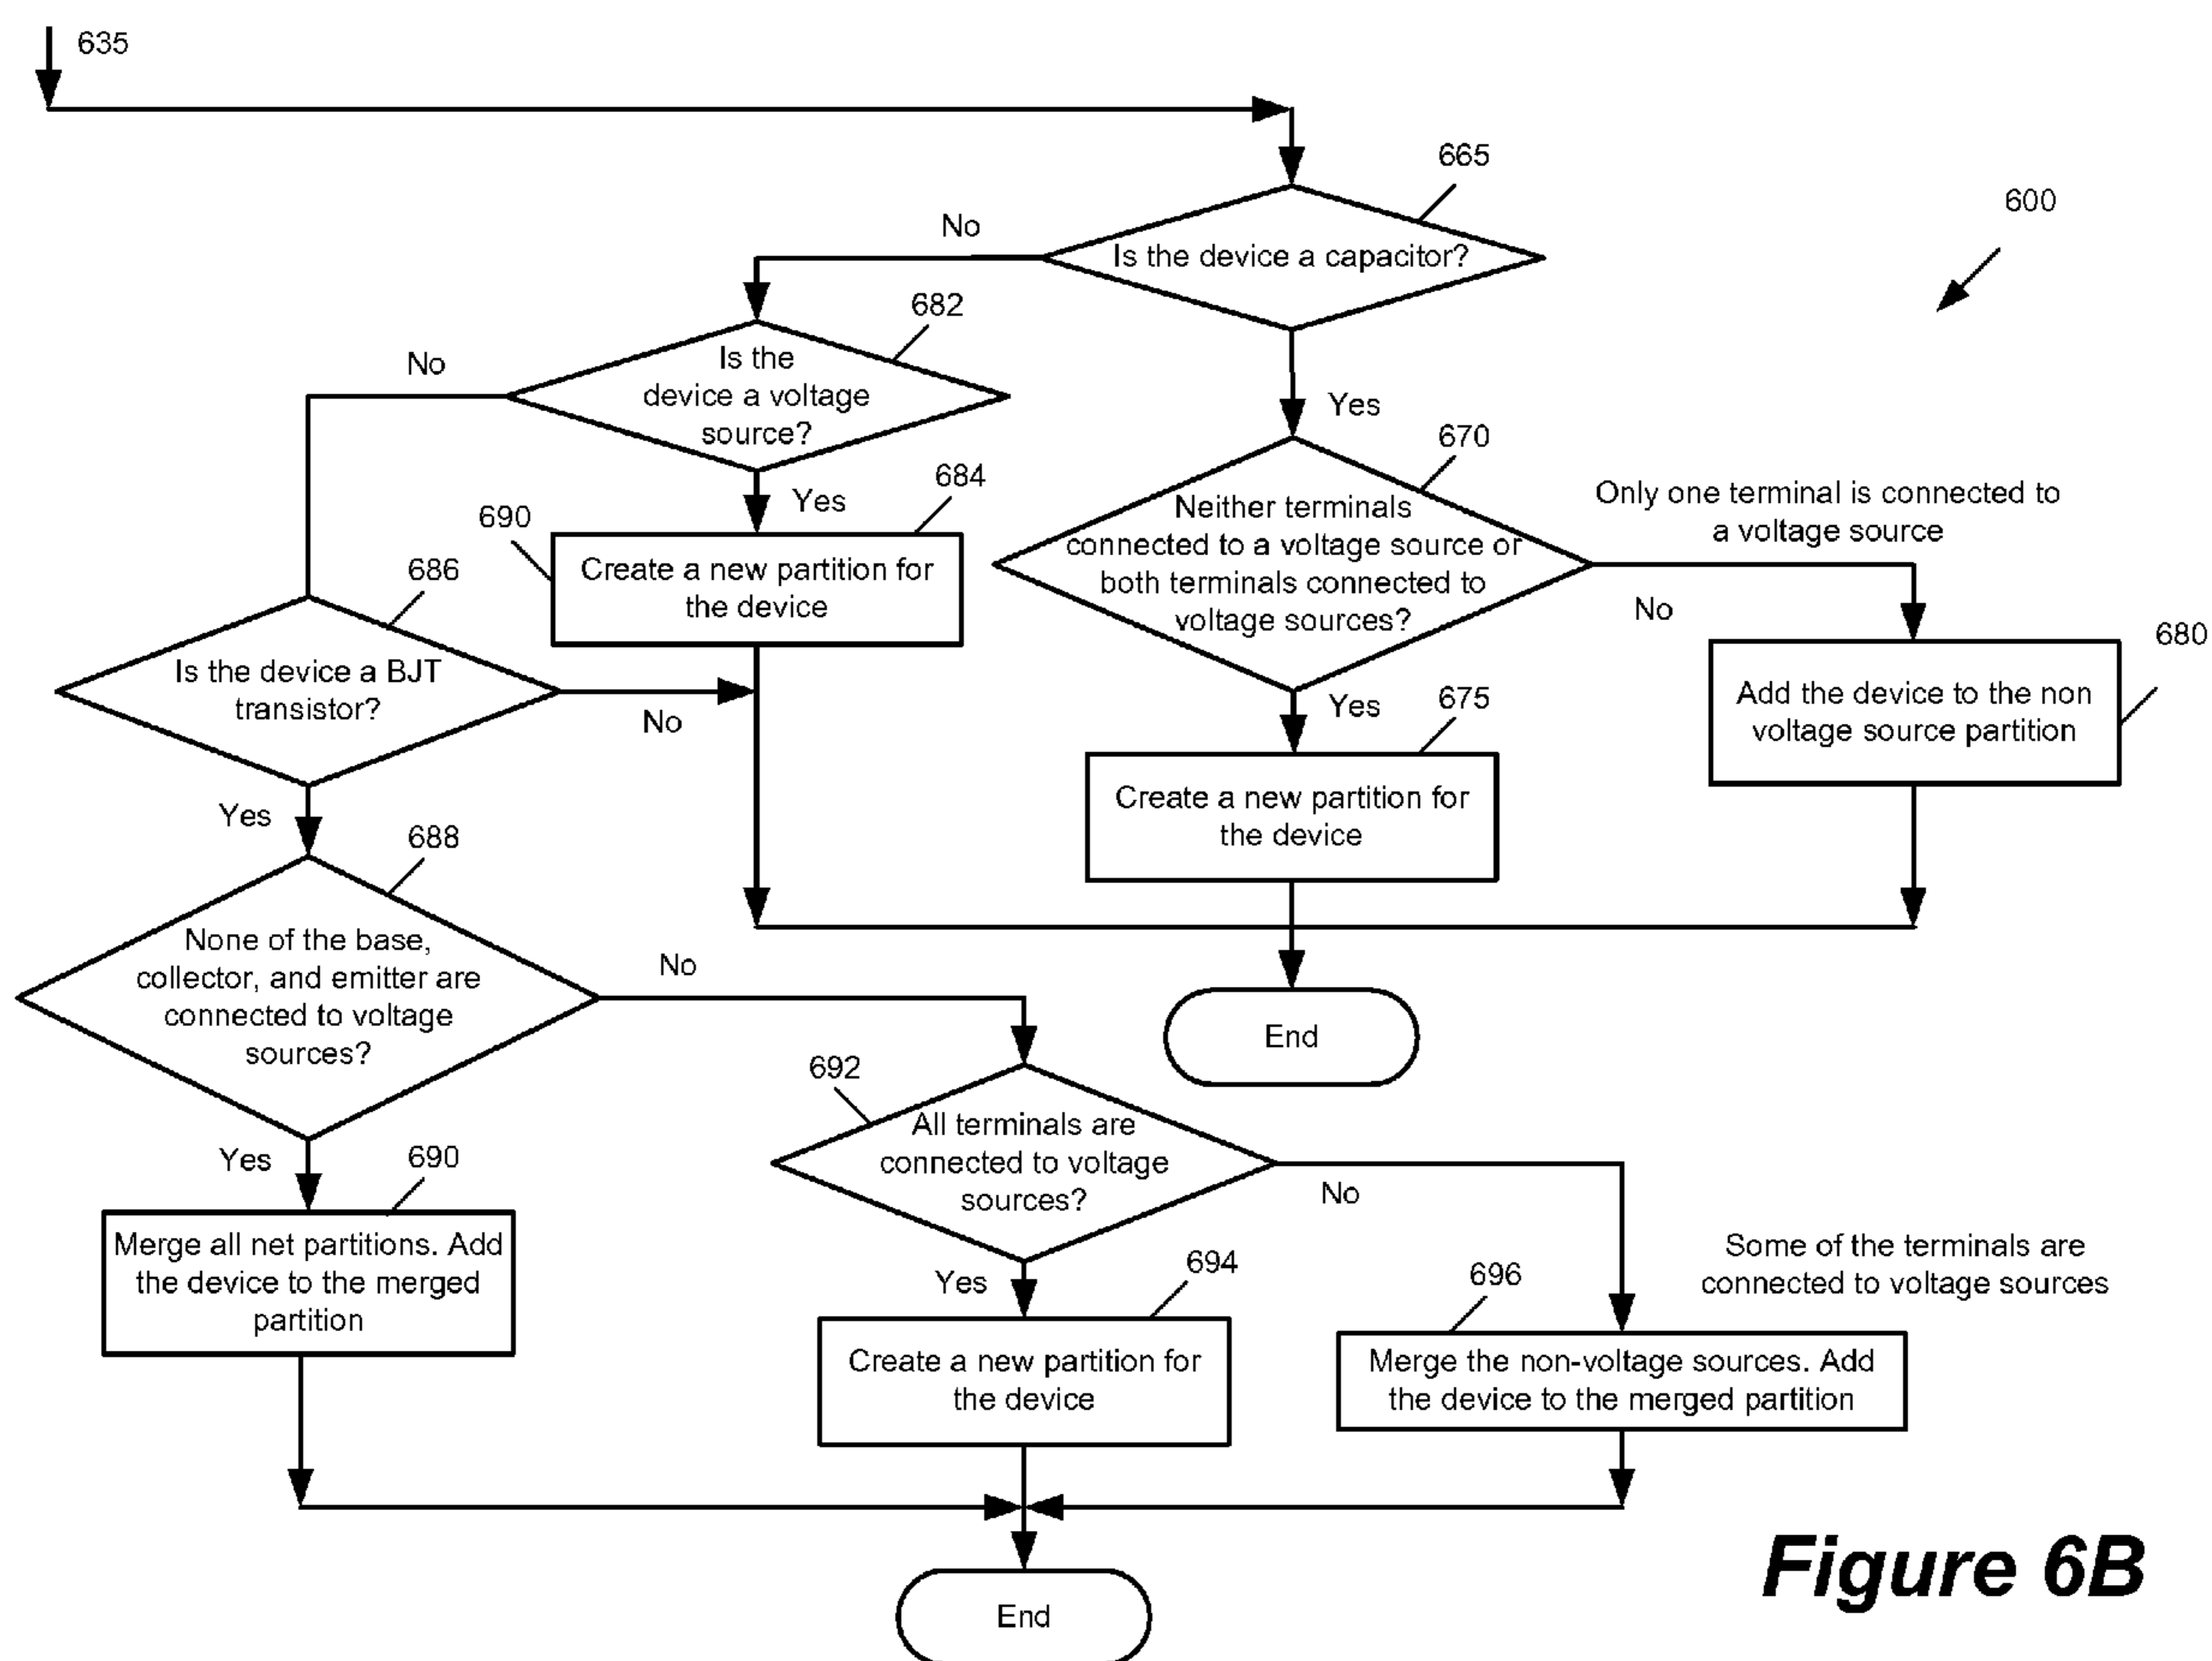 635
665
600
No
Is the device a capacitor?
682
No
Is the
device a voltage
source?
Yes
670
684
Yes
690
Neither terminals
connected to a voltage source or
both terminals connected to
voltage sources?
Only one terminal is connected to
a voltage source
Create a new partition for
the device
686
No
680
Is the device a BJT
transistor?
No
Yes
675
Add the device to the non
voltage source partition
Create a new partition for
the device
Yes
688
None of the base,
collector, and emitter are
connected to voltage
sources?
No
End
692
All terminals are
connected to voltage
sources?
No
Yes
690
Merge all net partitions. Add
the device to the merged
partition
Yes
694
696
Some of the terminals are
connected to voltage sources
Create a new partition for
the device
Merge the non-voltage sources. Add
the device to the merged partition
End
Figure 6B